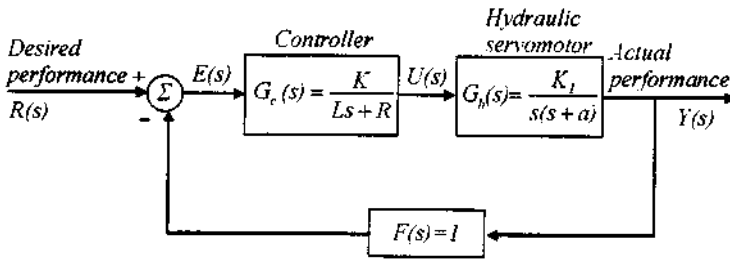 Desired
performance +
R(s)
Σ
-
E(s)
Controller
G_c(s) = K / (Ls + R)
U(s)
Hydraulic
servomotor
G_h(s) = K_1 / (s(s + a))
Actual
performance
Y(s)
F(s) = 1